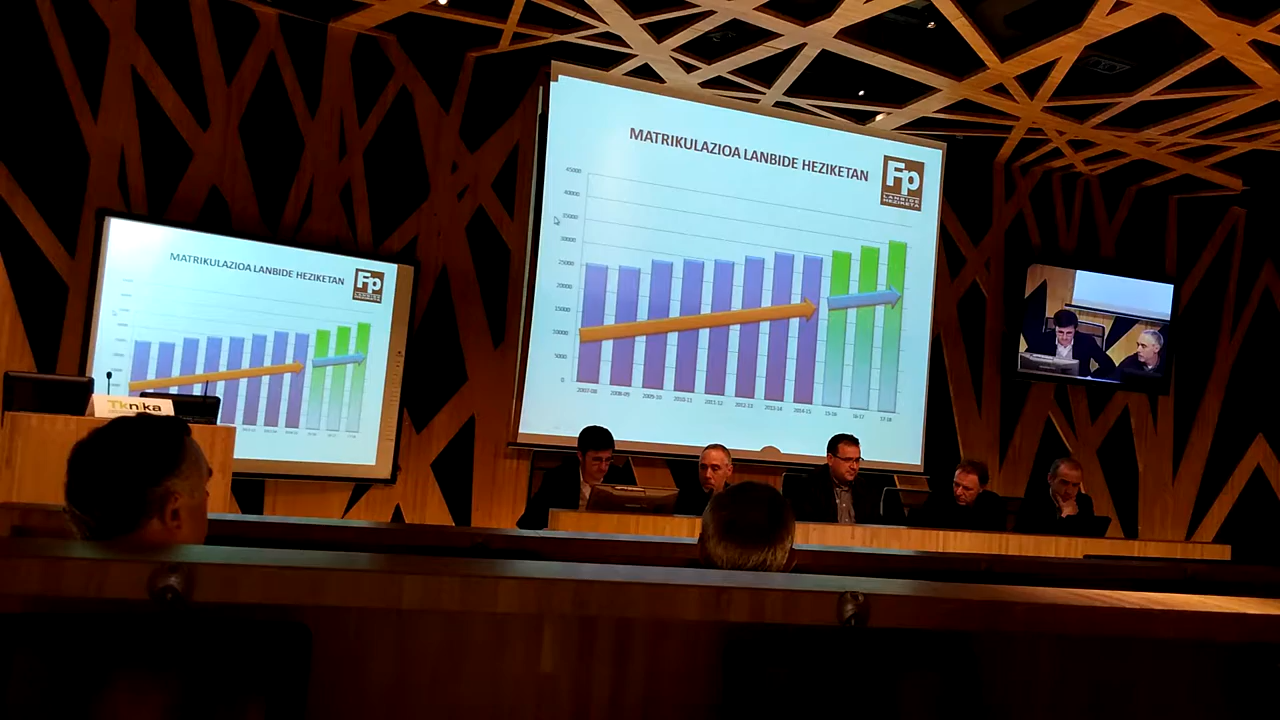 MATRIKULAZIOA LANBIDE HEZIKETAN
Fp
LANBIDE
HEZIKETA
45000
40000
35000
30000
25000
20000
15000
10000
5000
0
2007-08 2008-09 2009-10 2010-11 2011-12 2012-13 2013-14 2014-15 15-16 16-17 17-18
MATRIKULAZIOA LANBIDE HEZIKETAN
Fp
Tknika